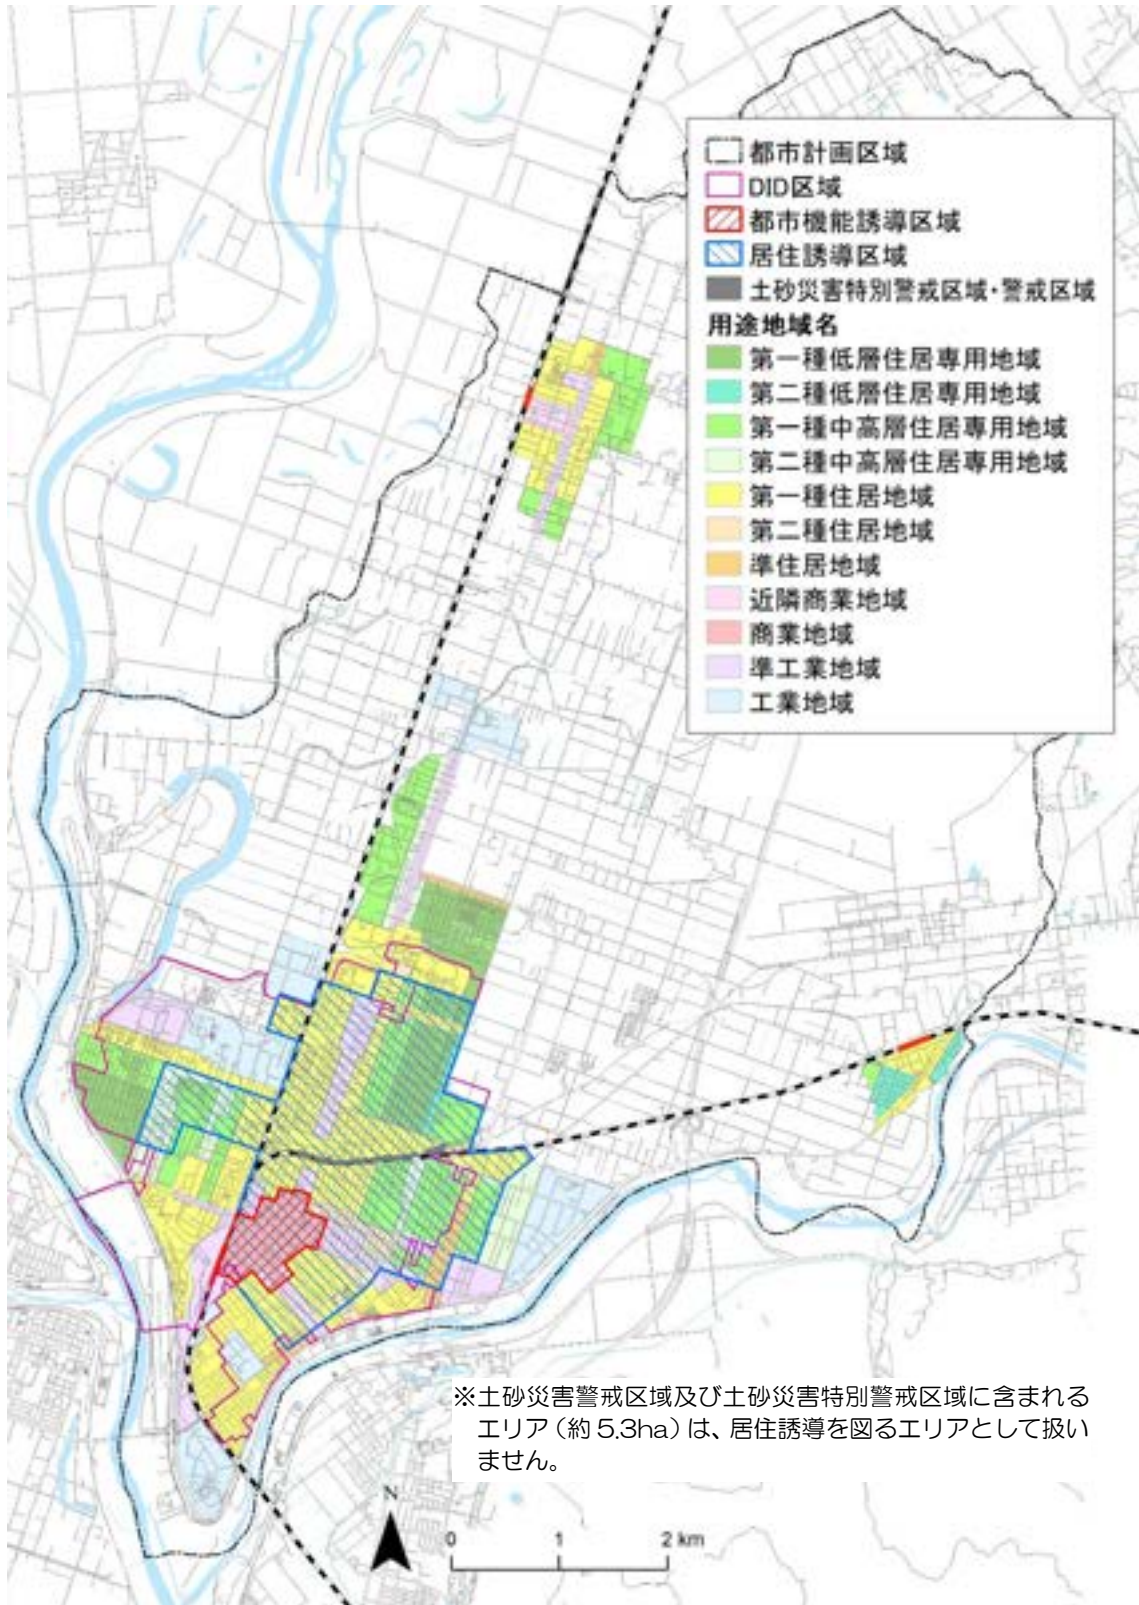 都市計画区域
DID区域
都市機能誘導区域
居住誘導区域
土砂災害特別警戒区域・警戒区域
用途地域名
第一種低層住居専用地域
第二種低層住居専用地域
第一種中高層住居専用地域
第二種中高層住居専用地域
第一種住居地域
第二種住居地域
準住居地域
近隣商業地域
商業地域
準工業地域
工業地域
※土砂災害警戒区域及び土砂災害特別警戒区域に含まれる
エリア（約5.3ha）は、居住誘導を図るエリアとして扱い
ません。
N
0 1 2 km